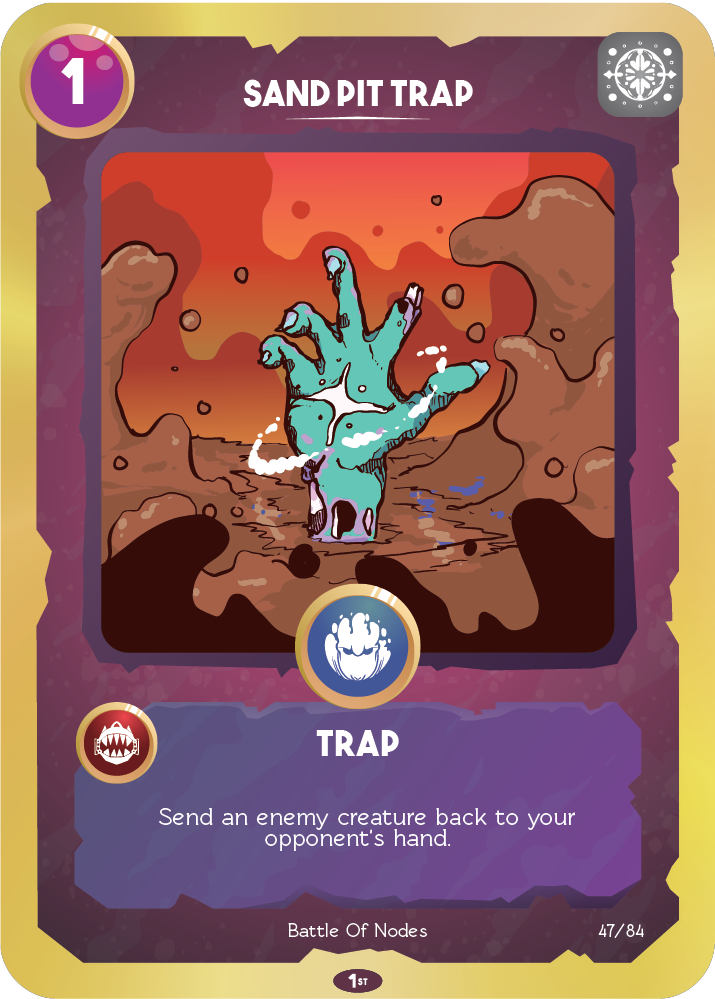 1
SAND PIT TRAP
TRAP
Send an enemy creature back to your
opponent's hand.
Battle Of Nodes
47/84
1ST